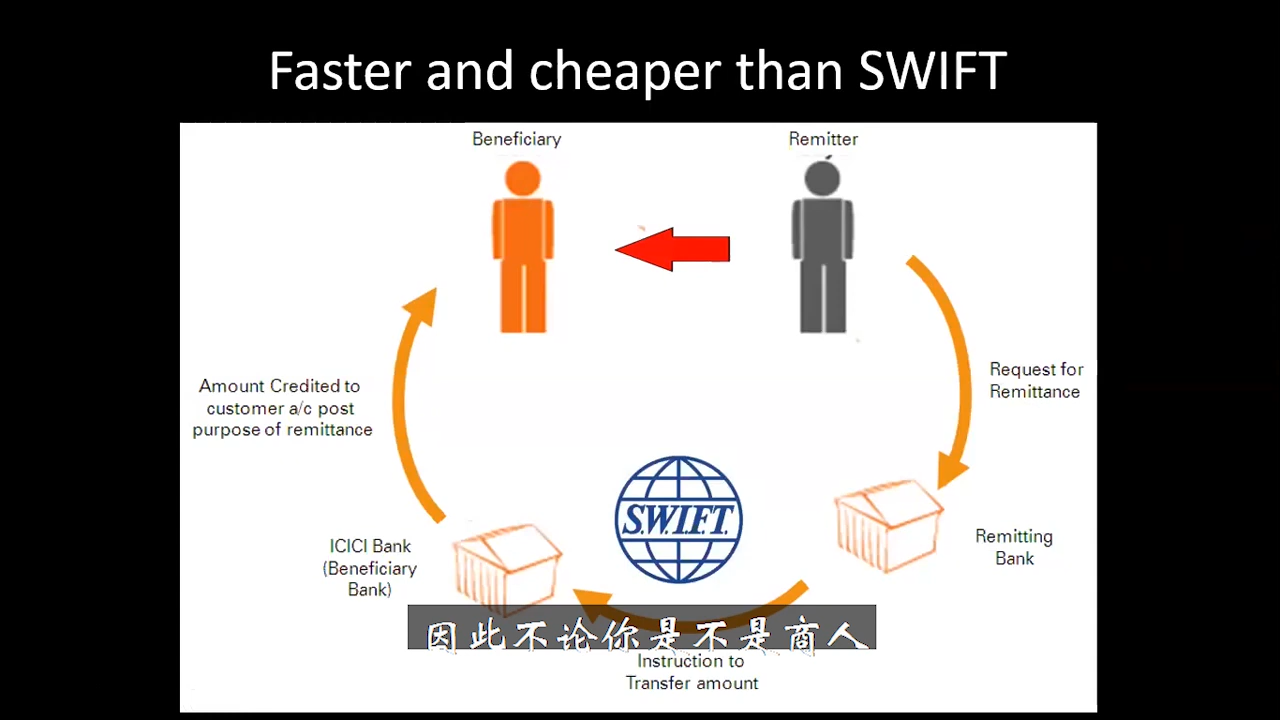 Faster and cheaper than SWIFT
Beneficiary
Remitter
Request for
Remittance
Amount Credited to
customer a/c post
purpose of remittance
S.W.I.F.T.
Remitting
Bank
ICICI Bank
(Beneficiary
Bank)
因此不论你是不是商人
Instruction to
Transfer amount